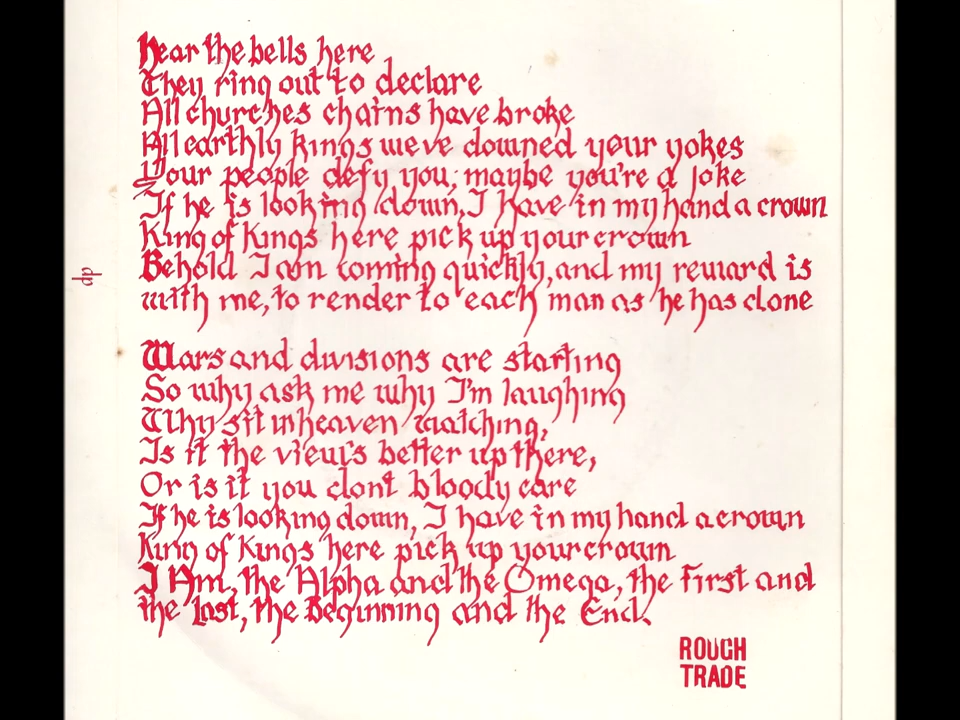 Hear the bells here
They ring out to declare
All churches chains have broke
All earthly kings weve downed your yokes
Your people defy you, maybe you're a joke
If he is looking down, I have in my hand a crown
King of Kings here pick up your crown
Behold I am coming quickly, and my reward is
with me, to render to each man as he has done
Wars and divisions are starting
So why ask me why I'm laughing
Why sit in heaven watching,
Is it the view's better up there,
Or is it you dont bloody care
If he is looking down, I have in my hand a crown
King of Kings here pick up your crown
I Am, the Alpha and the Omega, the First and
the Last, the Beginning and the End.
dp
ROUGH
TRADE